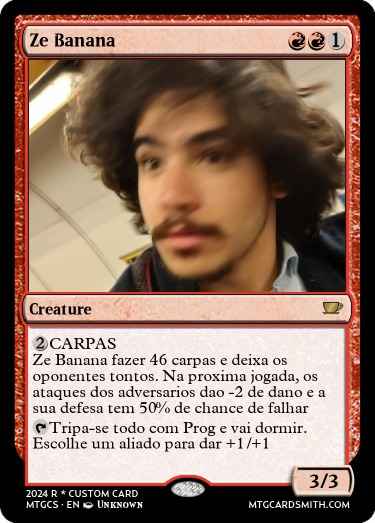 Ze Banana 1
Creature
2 CARPAS
Ze Banana fazer 46 carpas e deixa os
oponentes tontos. Na proxima jogada, os
ataques dos adversarios dao -2 de dano e a
sua defesa tem 50% de chance de falhar
Tripa-se todo com Prog e vai dormir.
Escolhe um aliado para dar +1/+1
3/3
2024 R * CUSTOM CARD
MTGCS · EN UNKNOWN
MTGCARDSMITH.COM